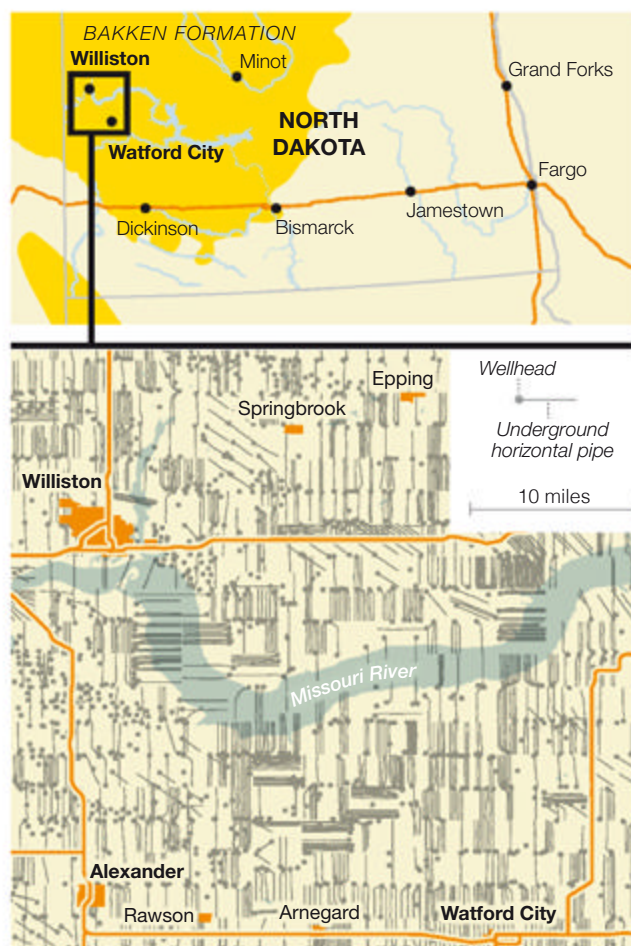 BAKKEN FORMATION
Williston
Minot
Grand Forks
NORTH
DAKOTA
Watford City
Fargo
Dickinson
Bismarck
Jamestown
Epping
Springbrook
Wellhead
Underground
horizontal pipe
10 miles
Williston
Missouri River
Alexander
Rawson
Arnegard
Watford City